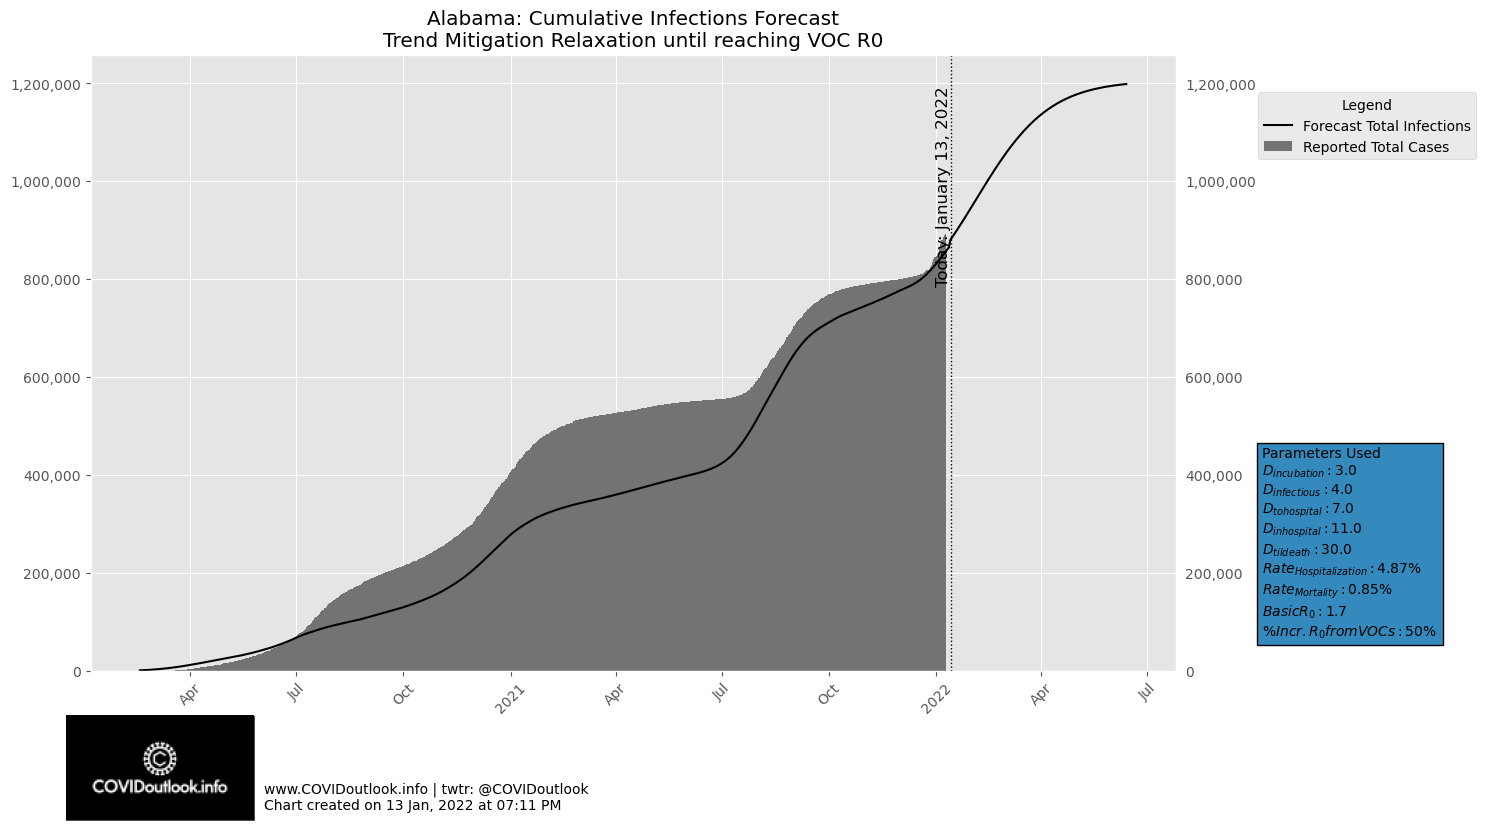 Alabama: Cumulative Infections Forecast
Trend Mitigation Relaxation until reaching VOC R0
1,200,000
1,000,000
800,000
600,000
400,000
200,000
0
1,200,000
1,000,000
800,000
600,000
400,000
200,000
0
Apr
Jul
Oct
2021
Apr
Jul
Oct
2022
Apr
Jul
Today: January 13, 2022
Legend
Forecast Total Infections
Reported Total Cases
Parameters Used
D_incubation : 3.0
D_infectious : 4.0
D_tohospital : 7.0
D_inhospital : 11.0
D_tildeath : 30.0
Rate_Hospitalization : 4.87%
Rate_Mortality : 0.85%
BasicR_0 : 1.7
%Incr.R_0fromVOCs : 50%
COVIDoutlook.info
www.COVIDoutlook.info | twtr: @COVIDoutlook
Chart created on 13 Jan, 2022 at 07:11 PM